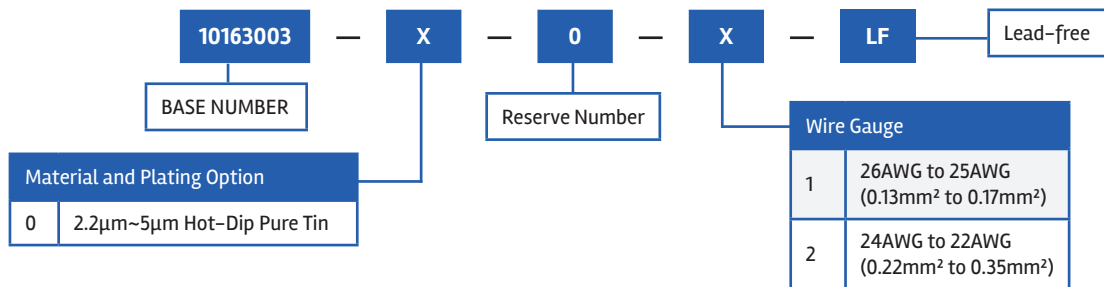 10163003 — X — 0 — X — LF
Lead-free
BASE NUMBER
Reserve Number
Material and Plating Option
0 2.2µm~5µm Hot-Dip Pure Tin
Wire Gauge
1 26AWG to 25AWG
(0.13mm² to 0.17mm²)
2 24AWG to 22AWG
(0.22mm² to 0.35mm²)